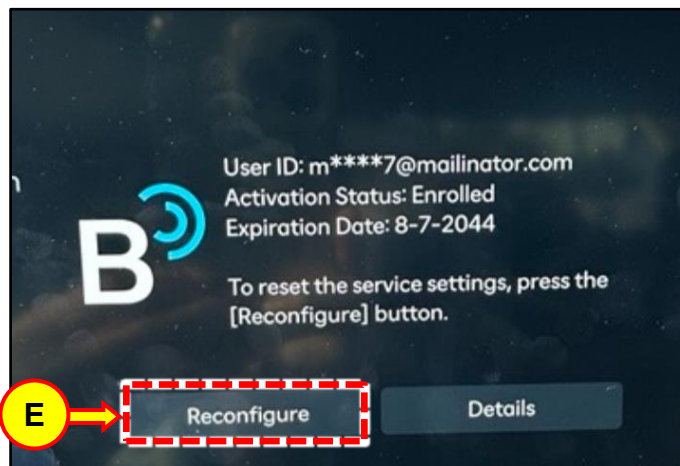 User ID: m****7@mailinator.com
Activation Status: Enrolled
Expiration Date: 8-7-2044
B
To reset the service settings, press the
[Reconfigure] button.
E
Reconfigure
Details